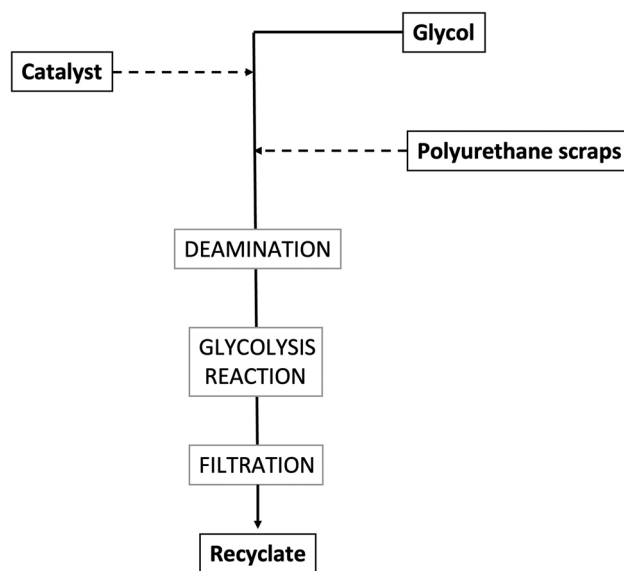 Glycol
Catalyst
Polyurethane scraps
DEAMINATION
GLYCOLYSIS
REACTION
FILTRATION
Recyclate